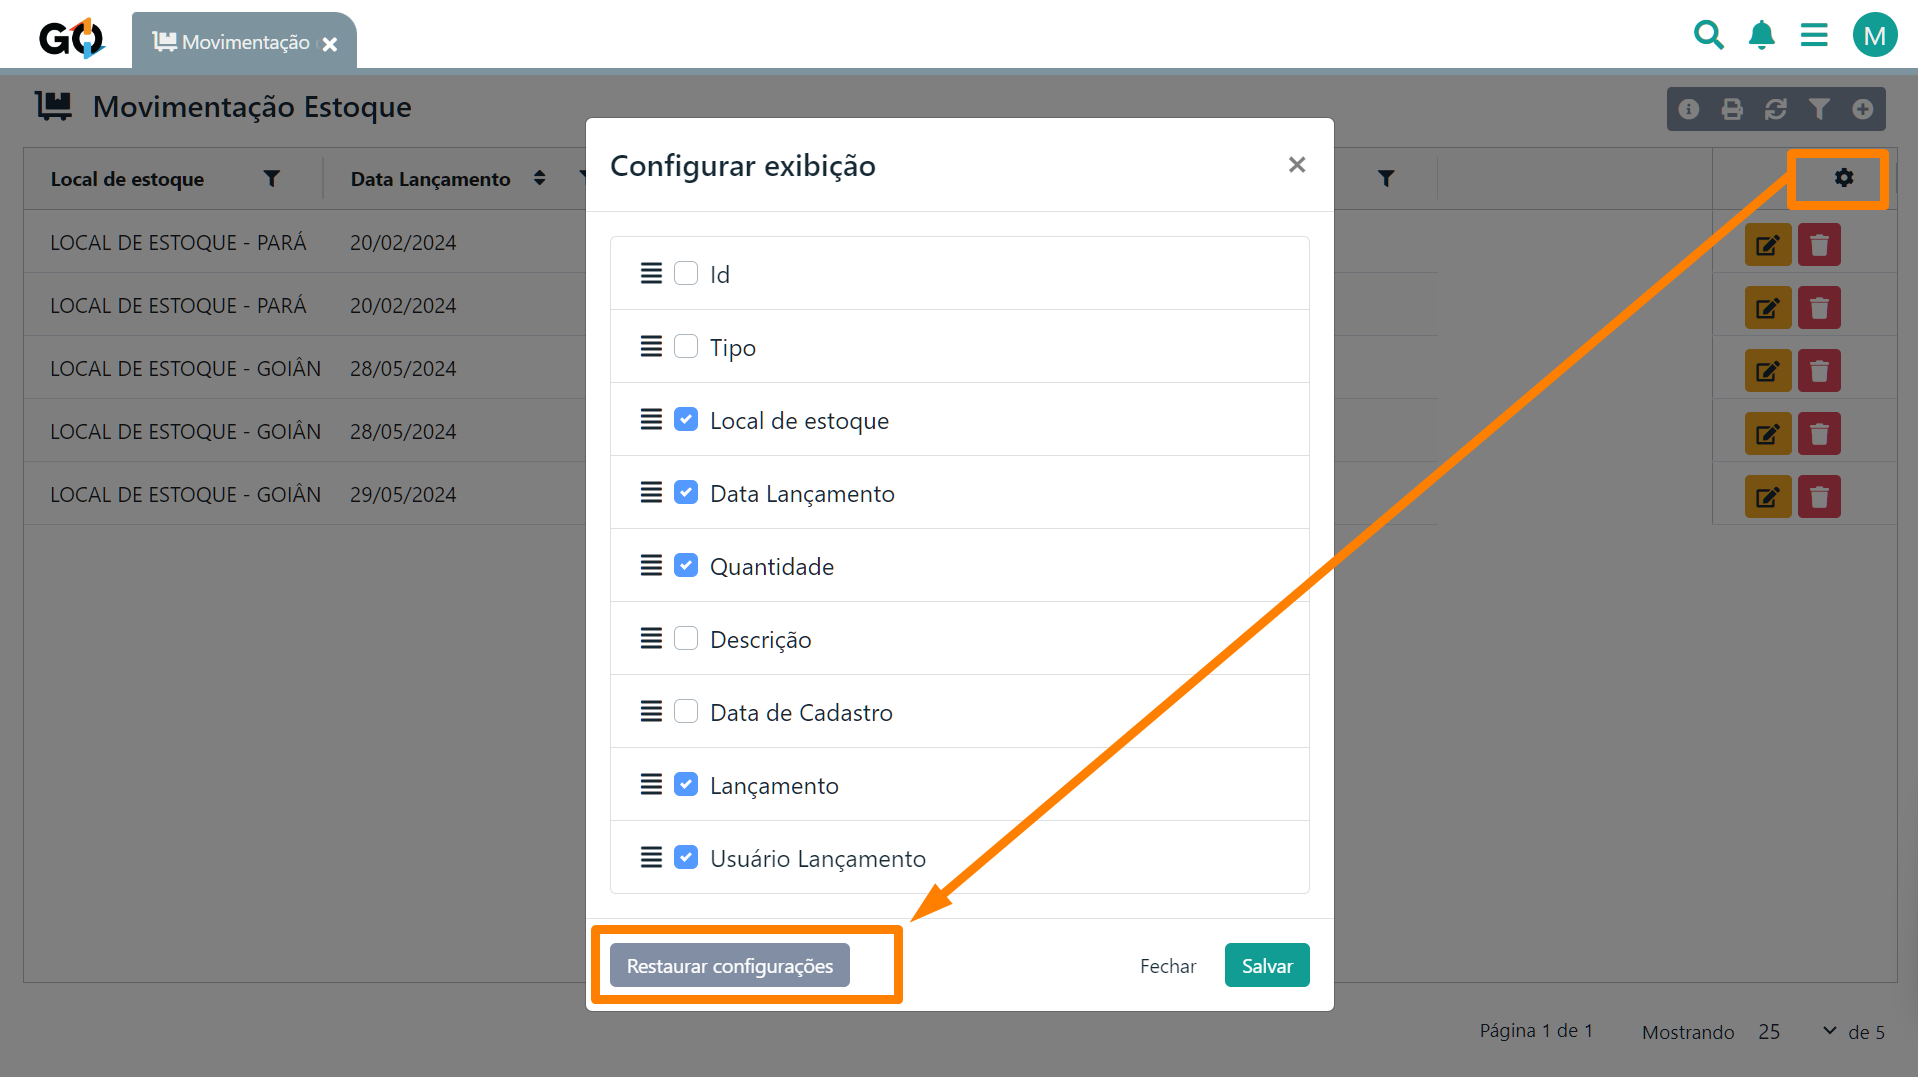 GO
Movimentação
M
Movimentação Estoque
Local de estoque
Data Lançamento
LOCAL DE ESTOQUE - PARÁ 20/02/2024
LOCAL DE ESTOQUE - PARÁ 20/02/2024
LOCAL DE ESTOQUE - GOIÂN 28/05/2024
LOCAL DE ESTOQUE - GOIÂN 28/05/2024
LOCAL DE ESTOQUE - GOIÂN 29/05/2024
Configurar exibição
Id
Tipo
Local de estoque
Data Lançamento
Quantidade
Descrição
Data de Cadastro
Lançamento
Usuário Lançamento
Restaurar configurações
Fechar
Salvar
Página 1 de 1
Mostrando 25 de 5